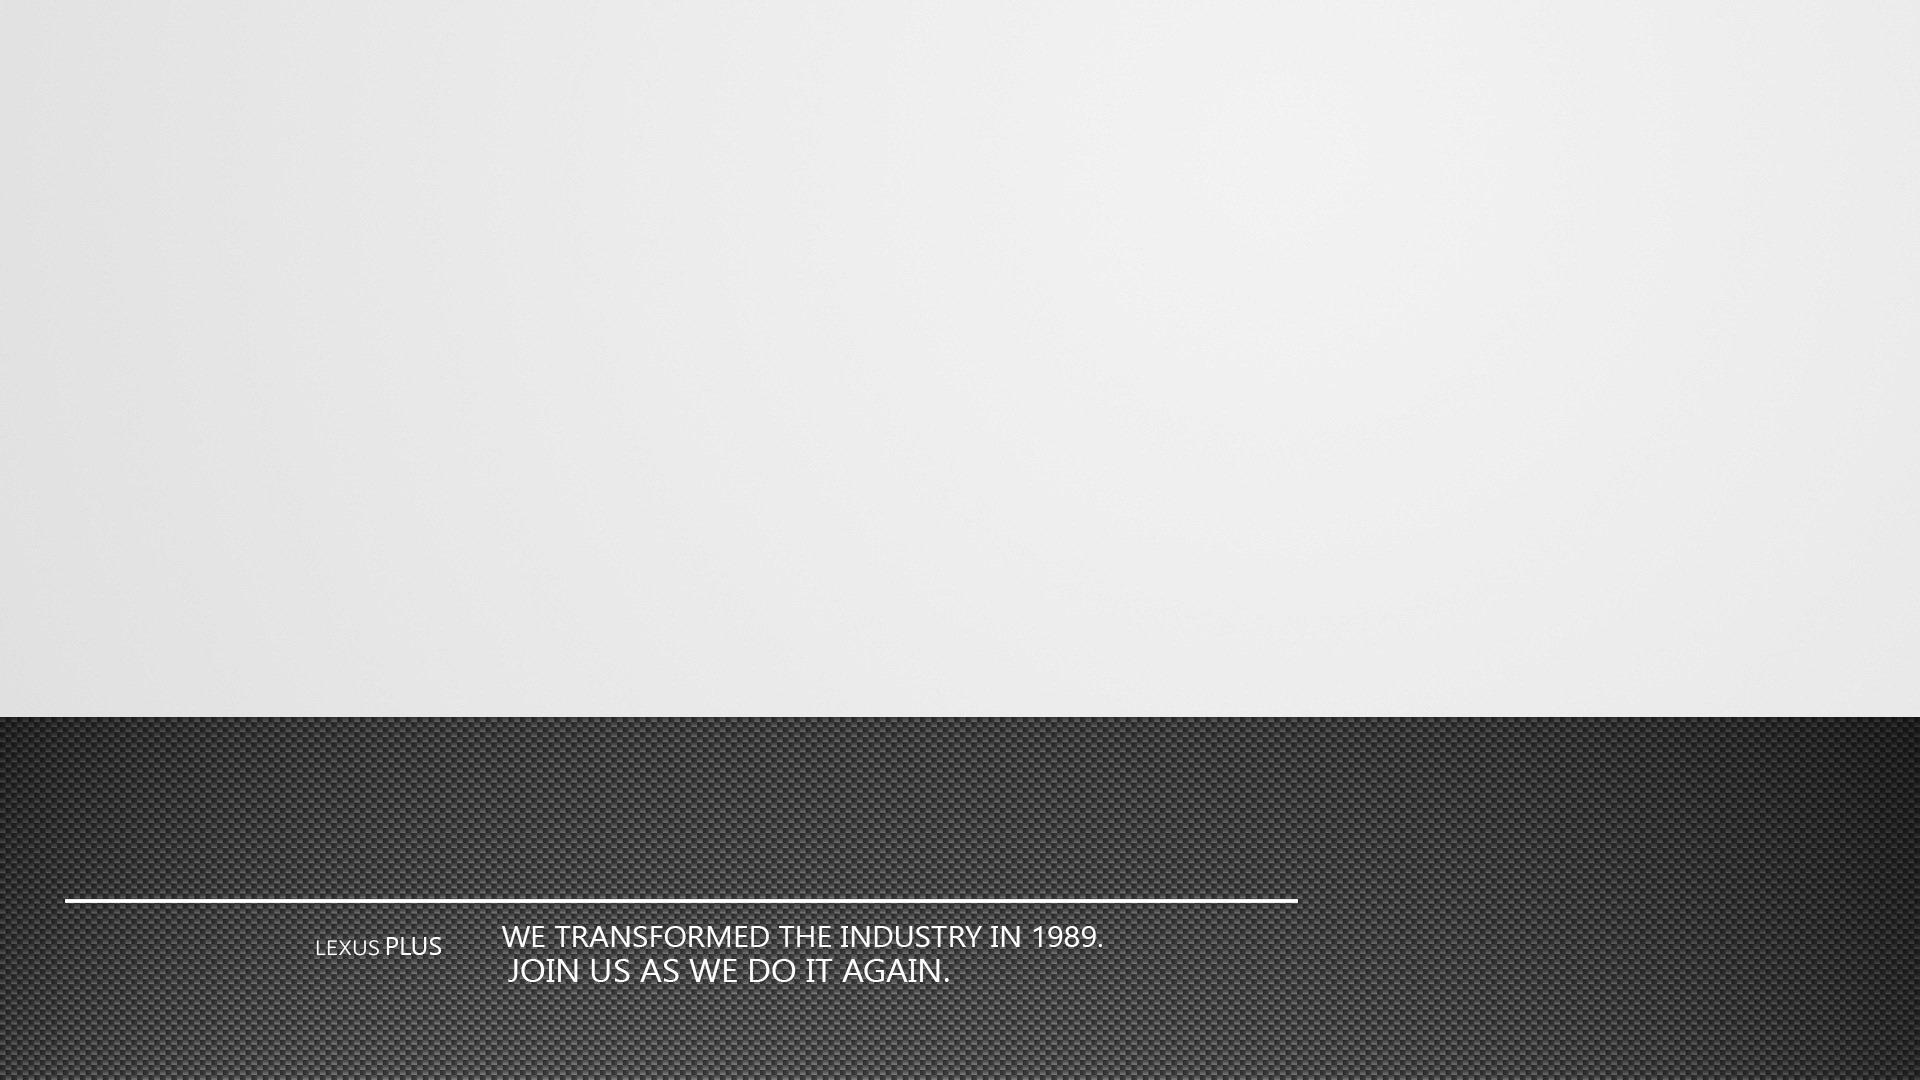 LEXUS PLUS
WE TRANSFORMED THE INDUSTRY IN 1989.
JOIN US AS WE DO IT AGAIN.